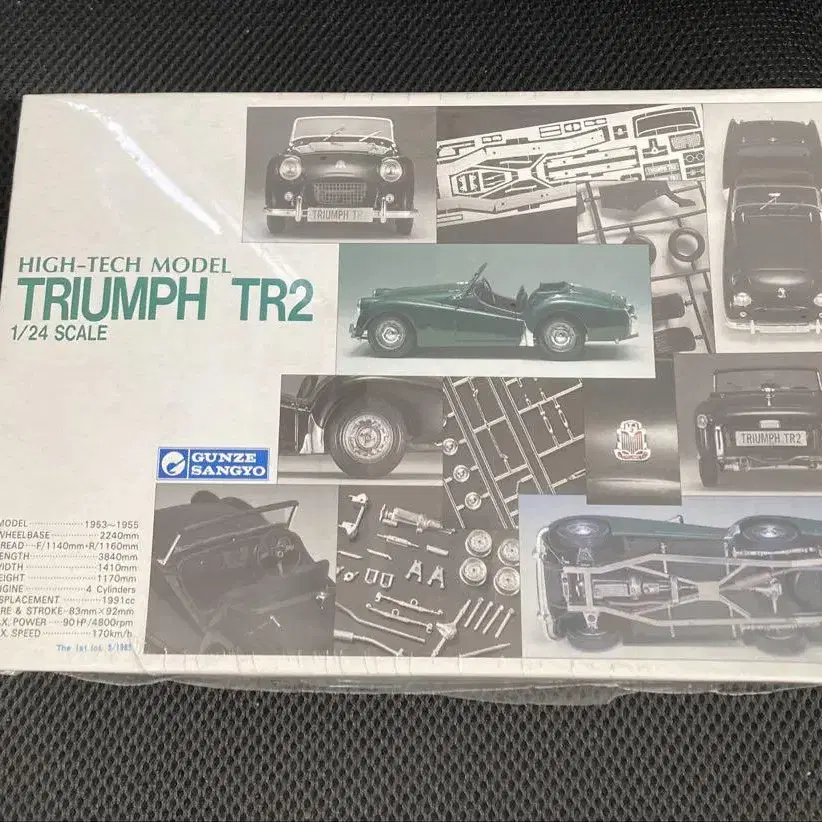 HIGH-TECH MODEL
TRIUMPH TR2
1/24 SCALE
TRIUMPH TR2
TRIUMPH TR2
GUNZE
SANGYO
MODEL 1953–1955
WHEELBASE 2240mm
READ F/1140mm·R/1160mm
ENGTH 3840mm
WIDTH 1410mm
EIGHT 1170mm
NGINE 4 Cylinders
SPLACEMENT 1991cc
RE & STROKE 83mm×92mm
X. POWER 90HP/4800rpm
X. SPEED 170km/h